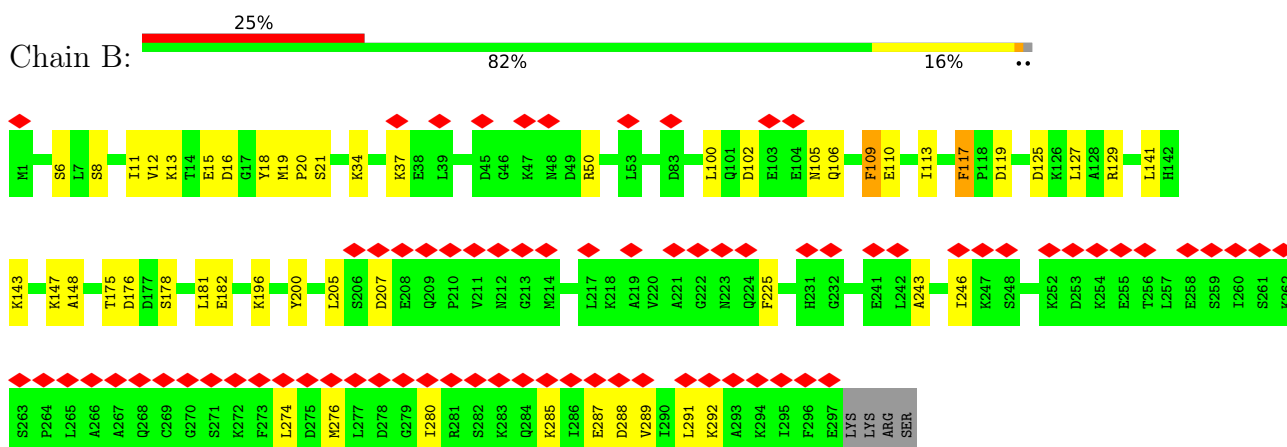 25%
Chain B:
82% 16% ••
M1 S6 L7 S8 I11 V12 K13 T14 E15 D16 G17 Y18 M19 P20 S21 K34 K37 E38 L39 D45 G46 K47 N48 D49 R50 L53 D83 L100 Q101 D102 E103 E104 N105 Q106 F109 E110 I113 F117 P118 D119 D125 K126 L127 A128 R129 L141 H142
K143 K147 A148 T175 D176 D177 S178 L181 E182 K196 Y200 L205 S206 D207 E208 Q209 P210 V211 N212 G213 M214 L217 K218 A219 V220 A221 G222 N223 Q224 F225 H231 G232 E241 L242 A243 I246 K247 S248 K252 D253 K254 E255 T256 L257 E258 S259 I260 S261
S263 P264 L265 A266 A267 Q268 C269 G270 S271 K272 F273 L274 D275 M276 L277 D278 G279 I280 R281 S282 K283 Q284 K285 I286 E287 D288 V289 I290 L291 K292 A293 K294 I295 F296 E297 LYS LYS ARG SER